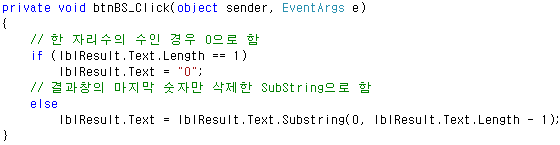 private void btnBS_Click(object sender, EventArgs e)
{
    // 한 자리수의 수인 경우 0으로 함
    if (lblResult.Text.Length == 1)
        lblResult.Text = "0";
    // 결과창의 마지막 숫자만 삭제한 SubString으로 함
    else
        lblResult.Text = lblResult.Text.Substring(0, lblResult.Text.Length - 1);
}